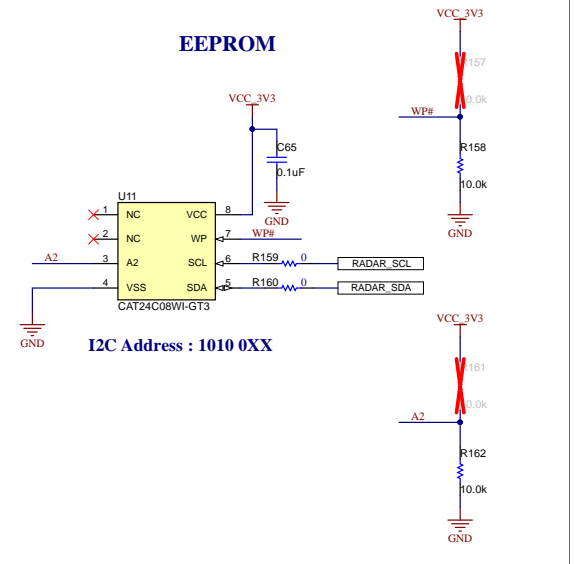 EEPROM
VCC_3V3
R157
10.0k
WP#
R158
10.0k
GND
VCC_3V3
C65
0.1uF
GND
U11
1 NC VCC 8
2 NC WP 7 WP#
A2 3 A2 SCL 6 R159 0 RADAR_SCL
4 VSS SDA 5 R160 0 RADAR_SDA
CAT24C08WI-GT3
GND
I2C Address : 1010 0XX
VCC_3V3
R161
10.0k
A2
R162
10.0k
GND